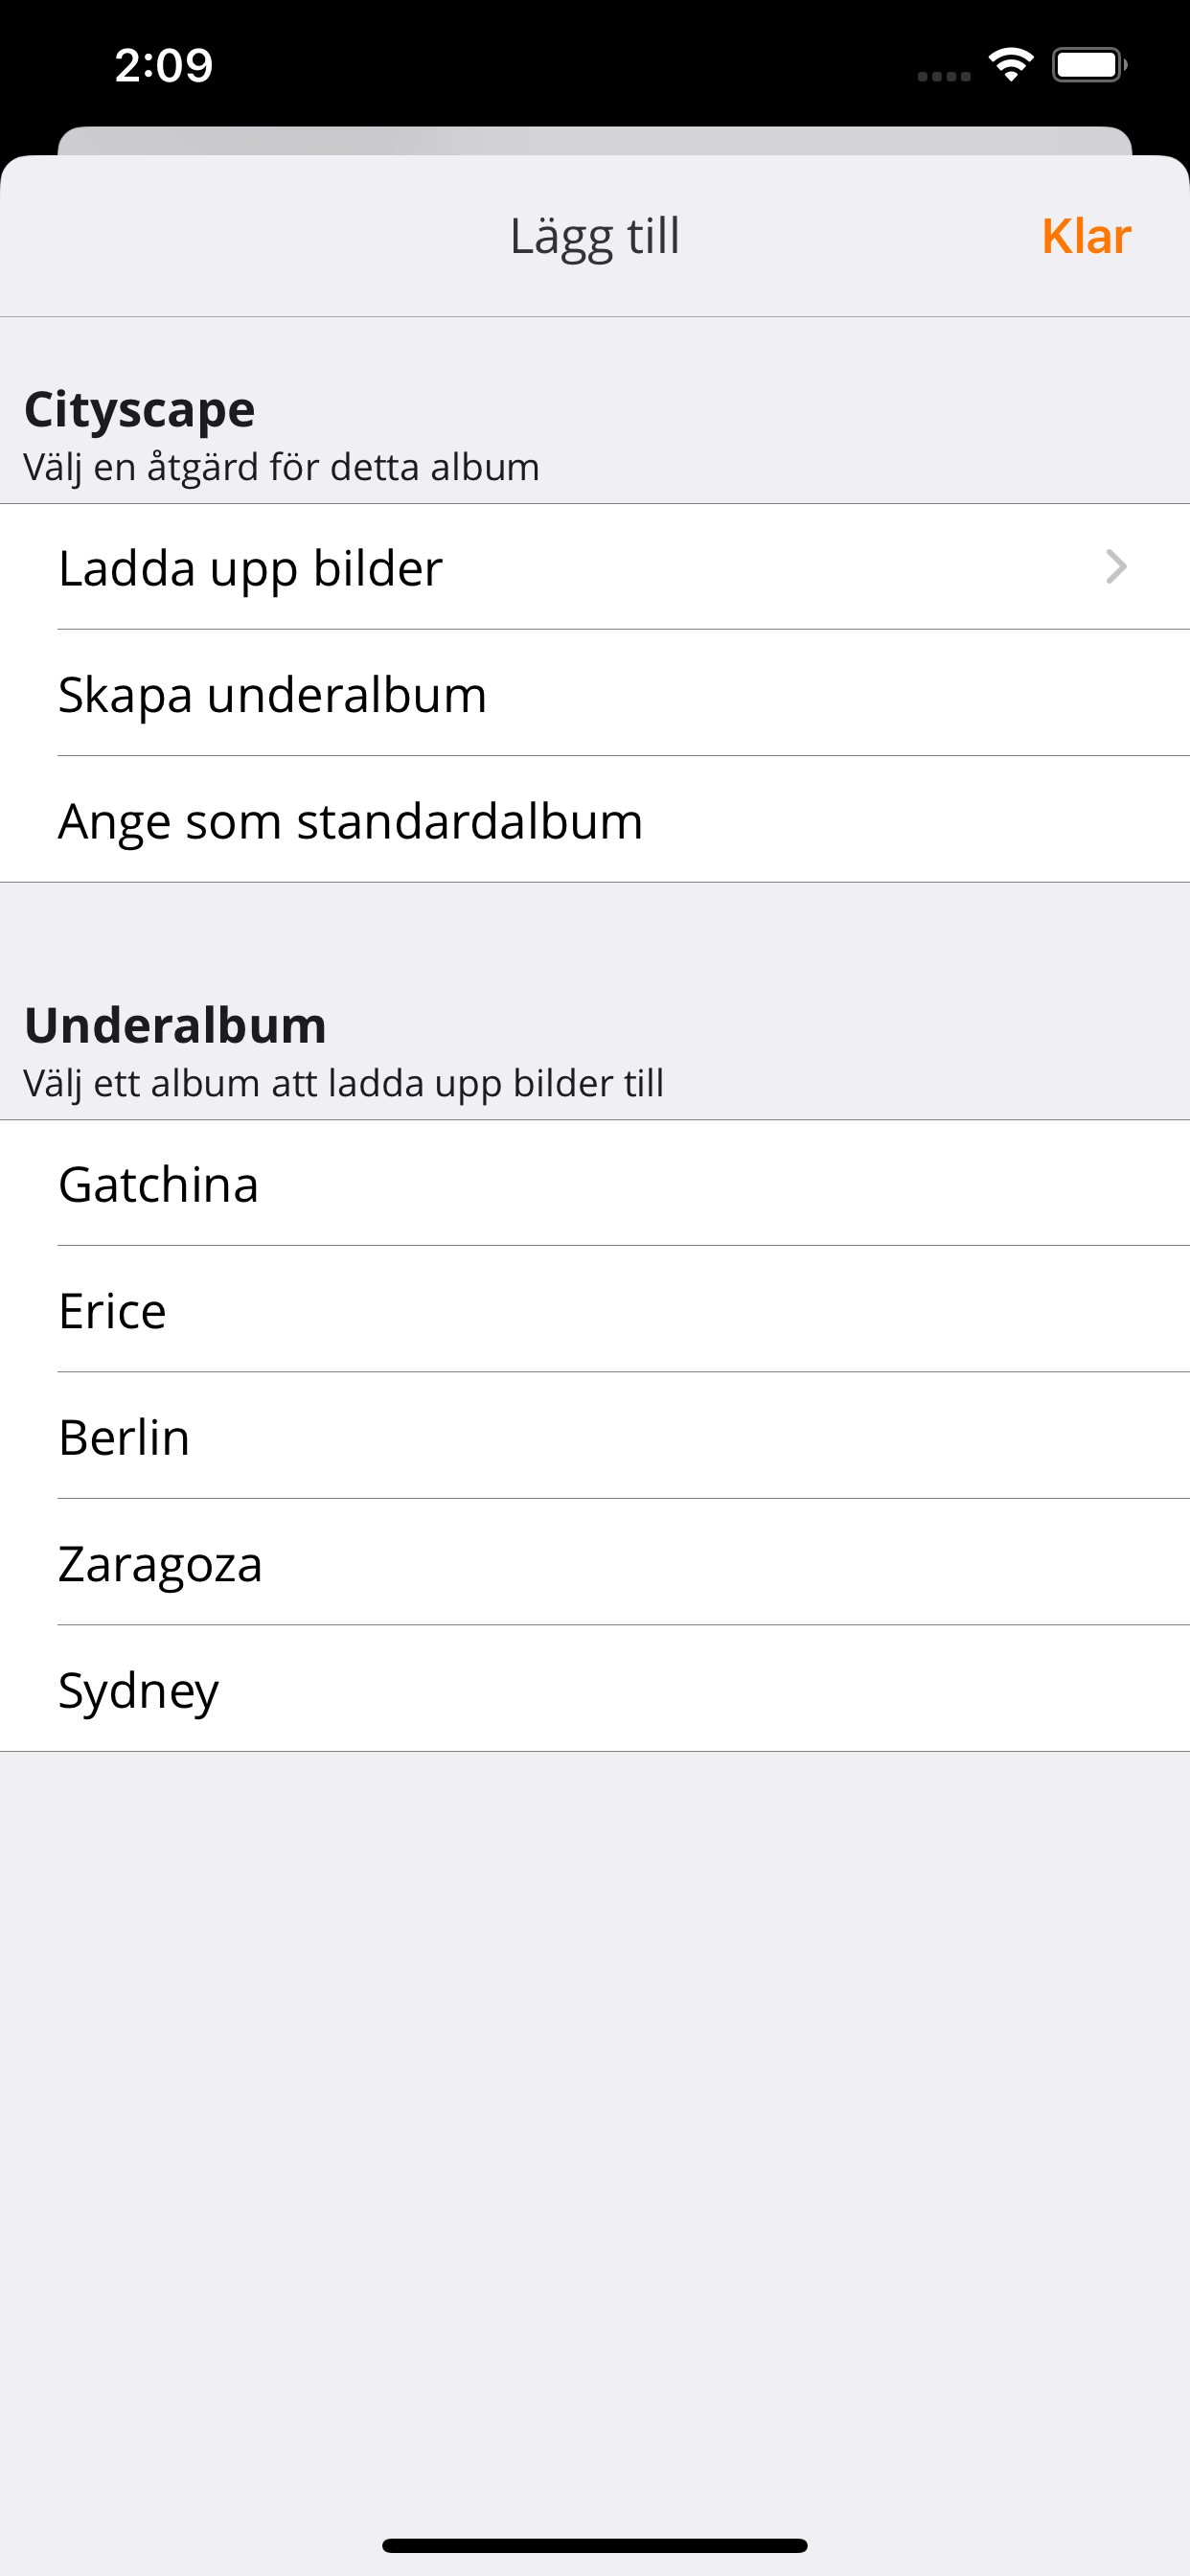 2:09
Lägg till
Klar
Cityscape
Välj en åtgärd för detta album
Ladda upp bilder
Skapa underalbum
Ange som standardalbum
Underalbum
Välj ett album att ladda upp bilder till
Gatchina
Erice
Berlin
Zaragoza
Sydney